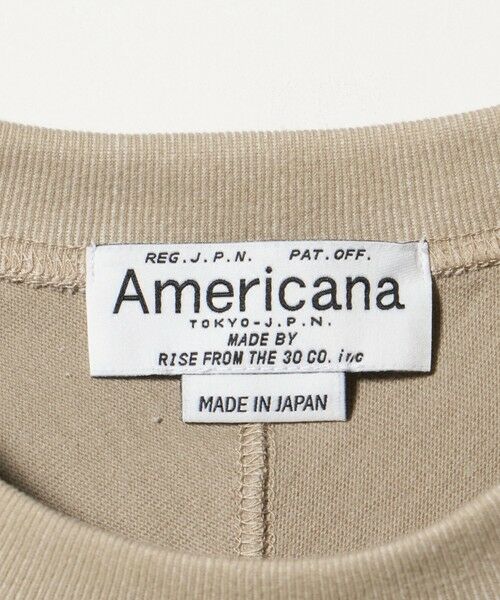 REG.J.P.N. PAT.OFF.
Americana
TOKYO-J.P.N.
MADE BY
RISE FROM THE 30 CO. inc
MADE IN JAPAN